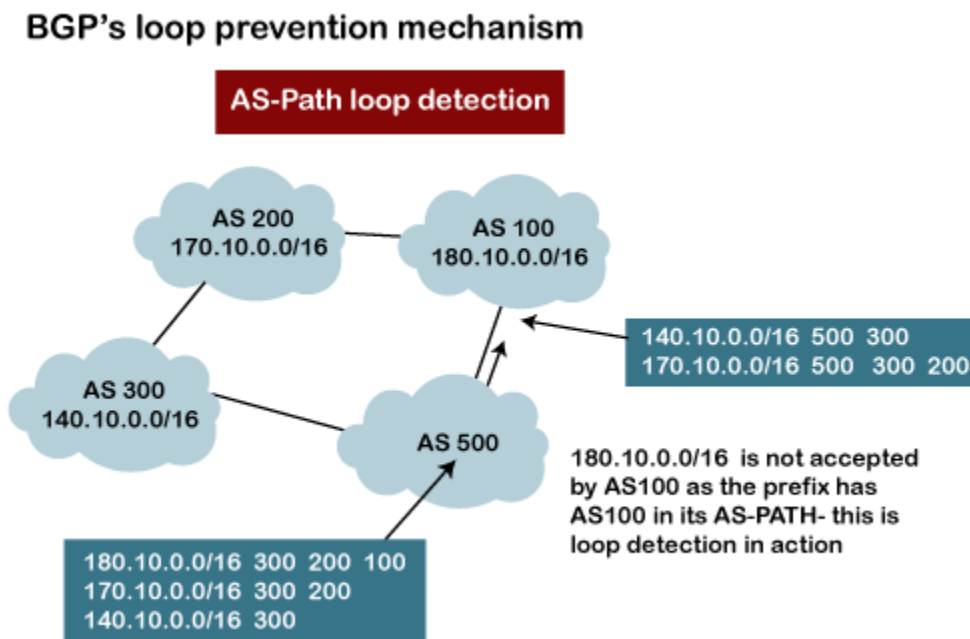 BGP's loop prevention mechanism
AS-Path loop detection
AS 200
170.10.0.0/16
AS 100
180.10.0.0/16
140.10.0.0/16 500 300
170.10.0.0/16 500 300 200
AS 300
140.10.0.0/16
AS 500
180.10.0.0/16 is not accepted
by AS100 as the prefix has
AS100 in its AS-PATH- this is
loop detection in action
180.10.0.0/16 300 200 100
170.10.0.0/16 300 200
140.10.0.0/16 300